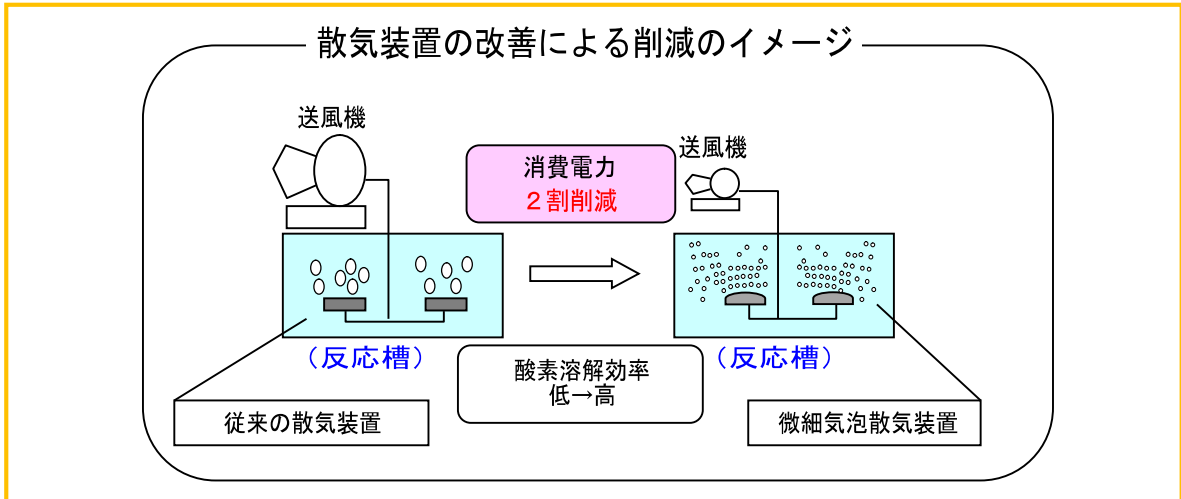 散気装置の改善による削減のイメージ
送風機
送風機
消費電力
２割削減
（反応槽）
（反応槽）
酸素溶解効率
低→高
従来の散気装置
微細気泡散気装置